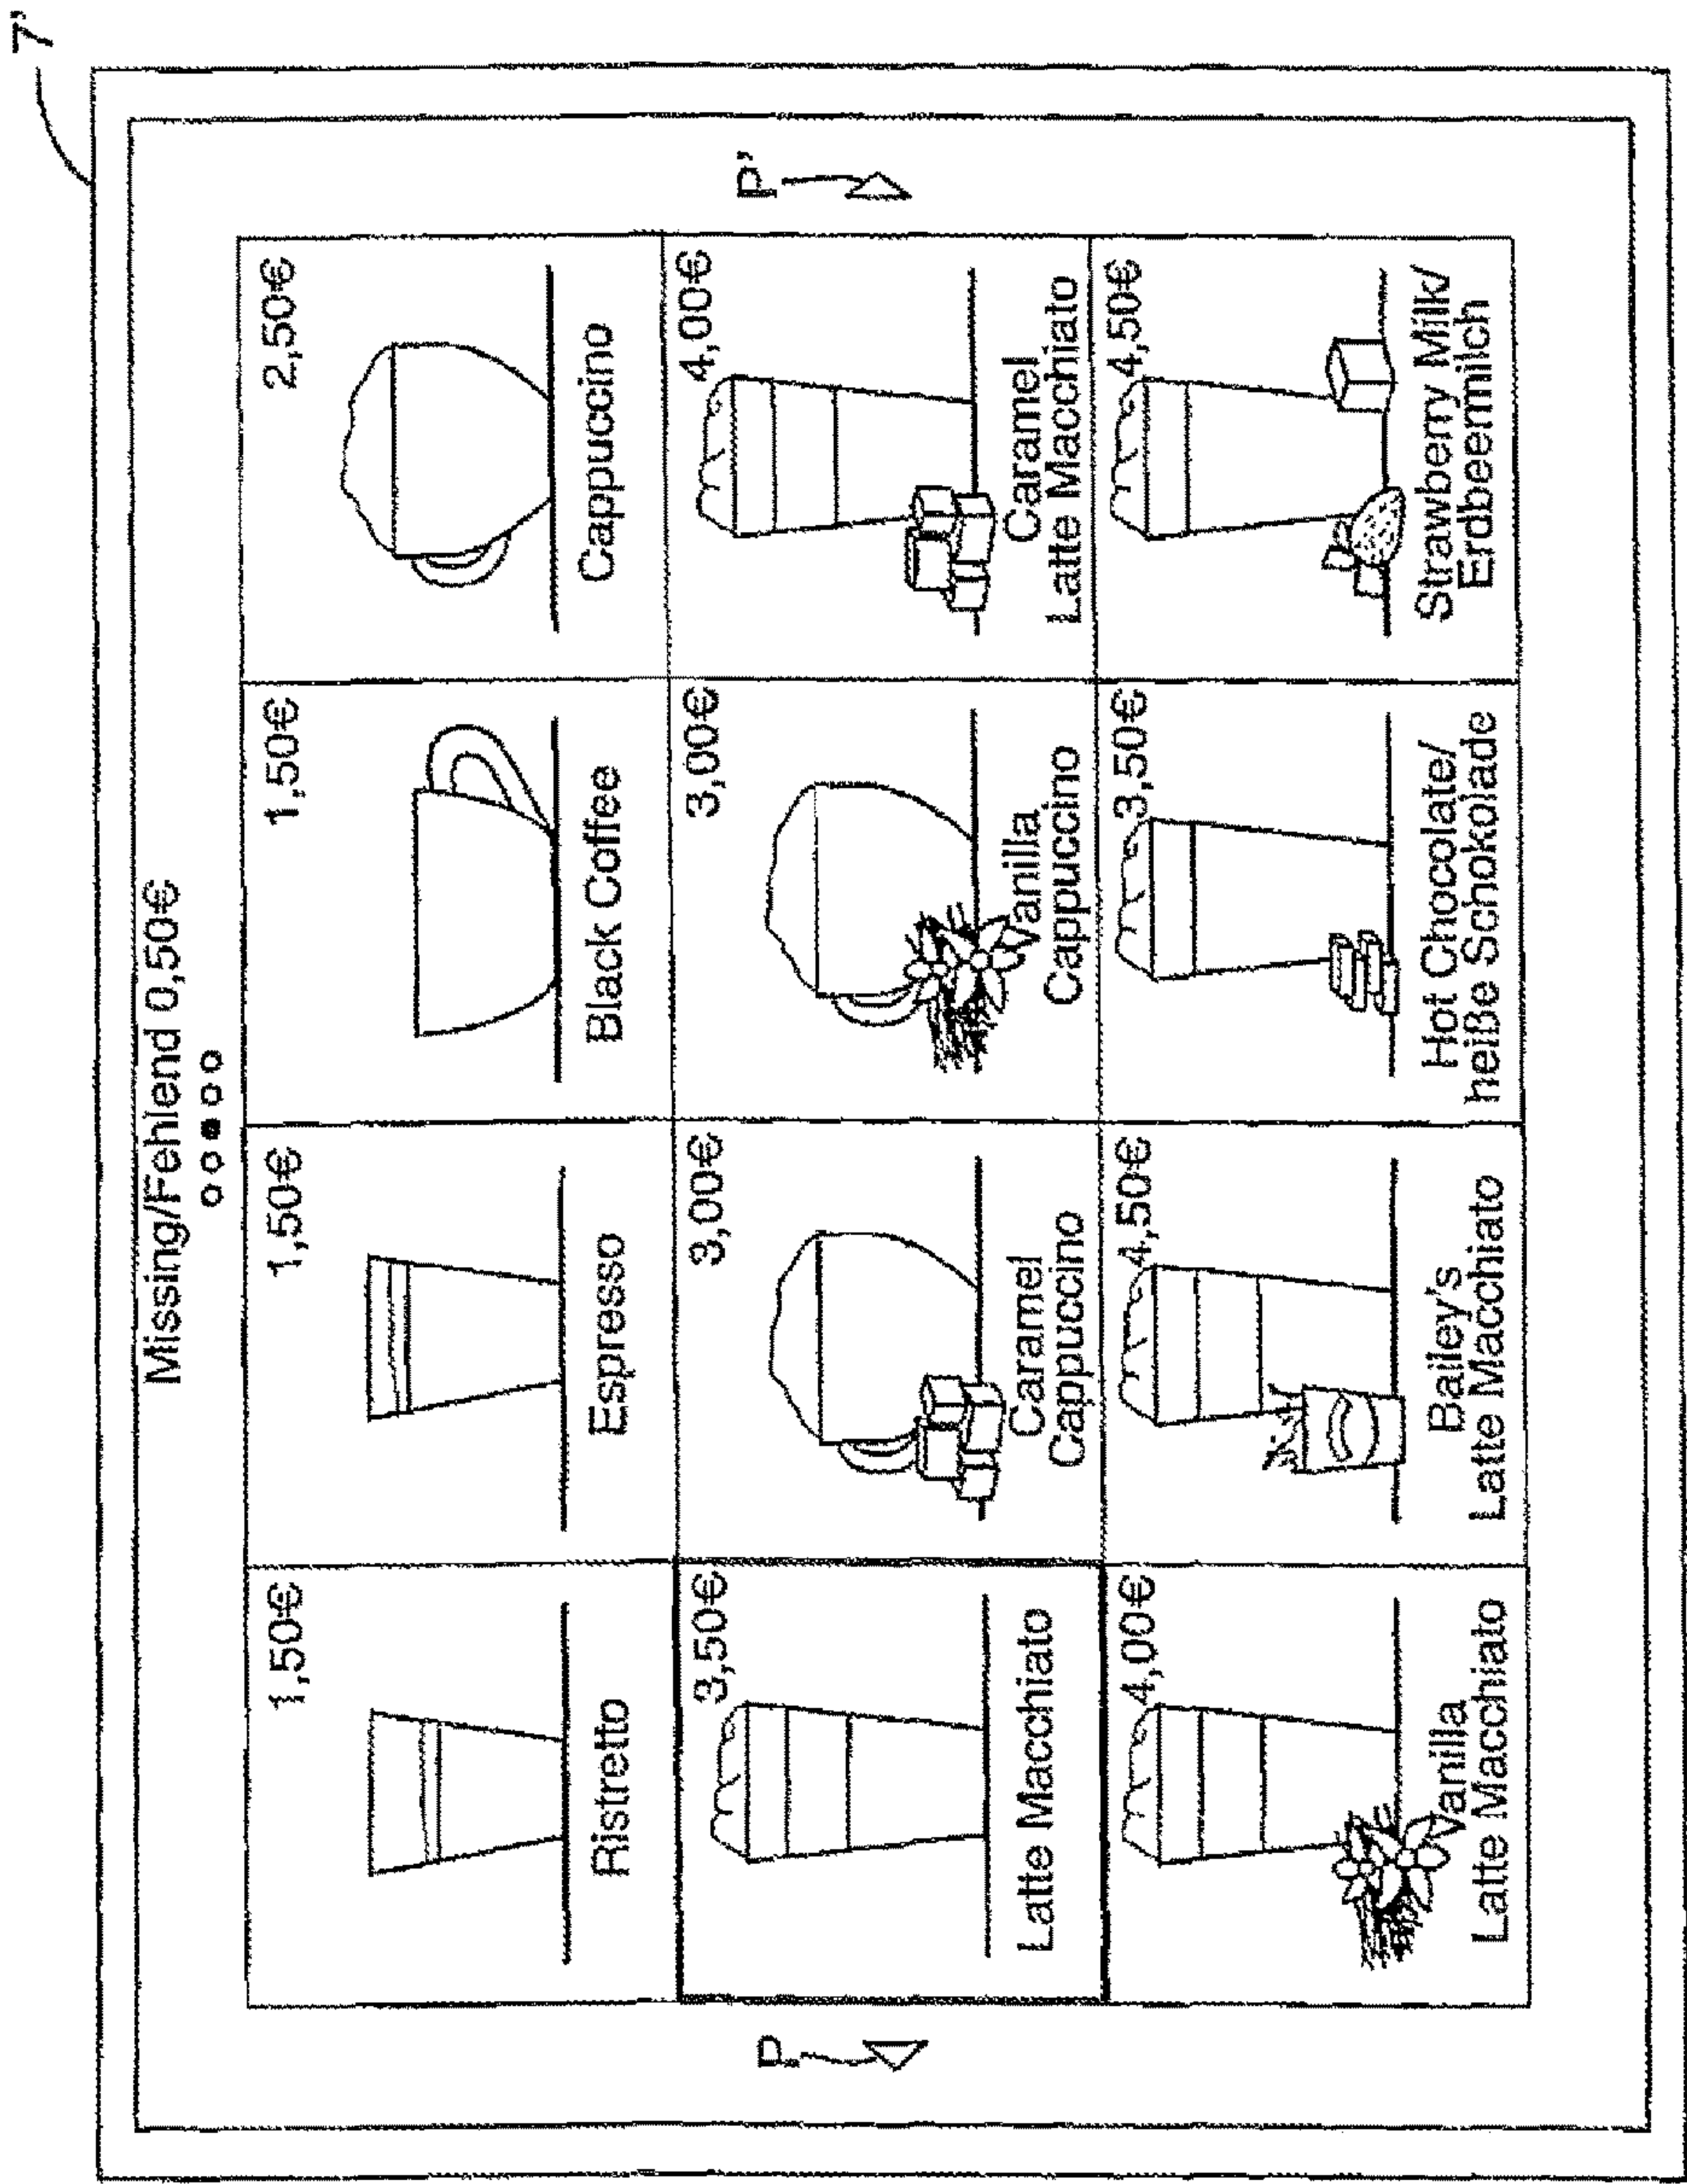 7'
Missing/Fehlend 0,50€
1,50€
1,50€
1,50€
2,50€
Ristretto
Espresso
Black Coffee
Cappuccino
P
P'
3,50€
3,00€
3,00€
4,00€
Latte Macchiato
Caramel
Cappuccino
Vanilla
Cappuccino
Caramel
Latte Macchiato
4,00€
4,50€
3,50€
4,50€
Vanilla
Latte Macchiato
Bailey's
Latte Macchiato
Hot Chocolate/
heiße Schokolade
Strawberry Milk/
Erdbeermilch